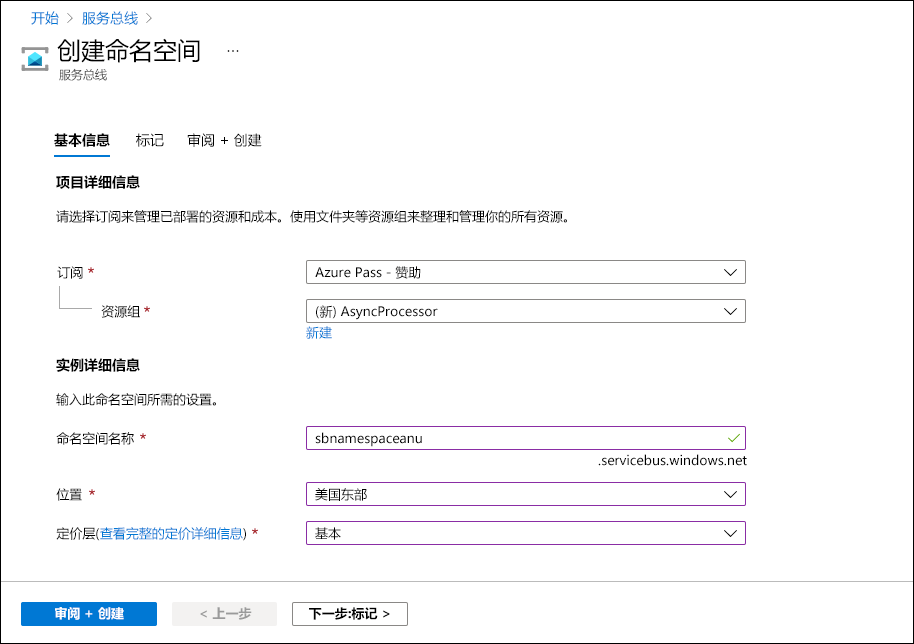 开始 > 服务总线 >
创建命名空间 ...
服务总线
基本信息 标记 审阅 + 创建
项目详细信息
请选择订阅来管理已部署的资源和成本。使用文件夹等资源组来整理和管理你的所有资源。
订阅 * Azure Pass - 赞助
资源组 * (新) AsyncProcessor
新建
实例详细信息
输入此命名空间所需的设置。
命名空间名称 * sbnamespaceanu
.servicebus.windows.net
位置 * 美国东部
定价层(查看完整的定价详细信息) * 基本
审阅 + 创建 < 上一步 下一步:标记 >